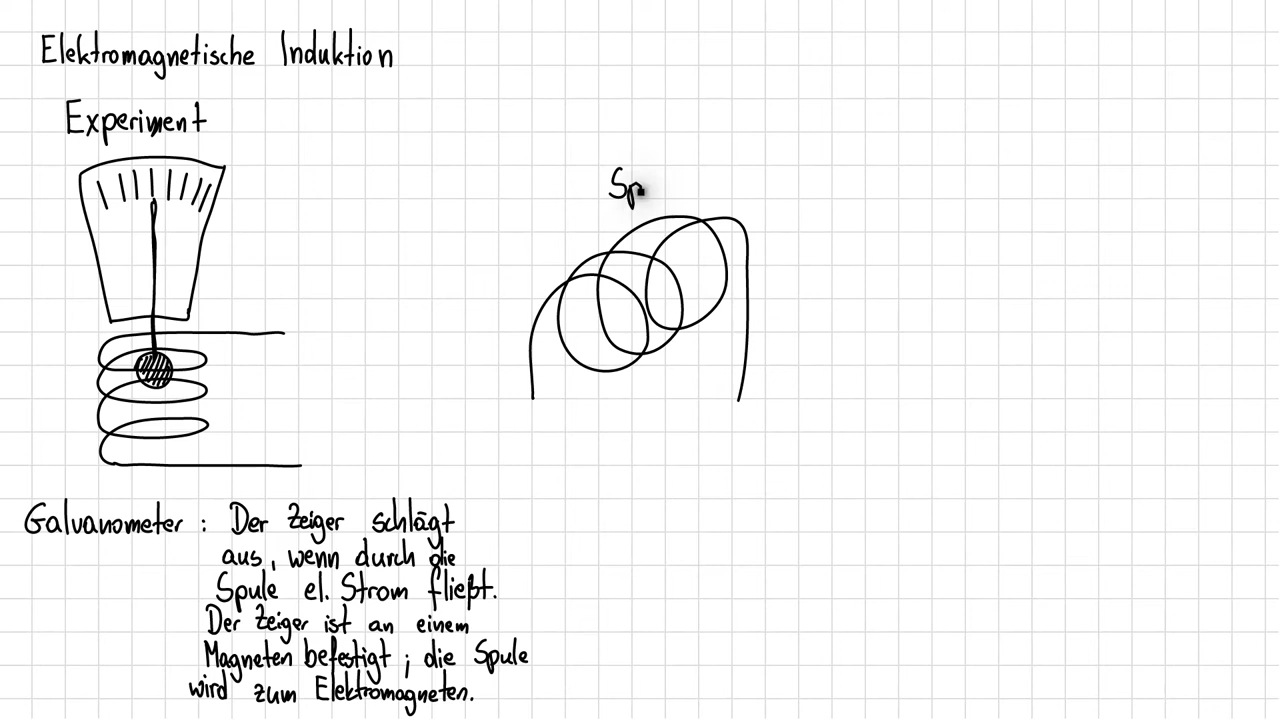 Elektromagnetische Induktion
Experiment
Sp
Galvanometer : Der Zeiger schlägt
aus, wenn durch die
Spule el. Strom fließt.
Der Zeiger ist an einem
Magneten befestigt ; die Spule
wird zum Elektromagneten.